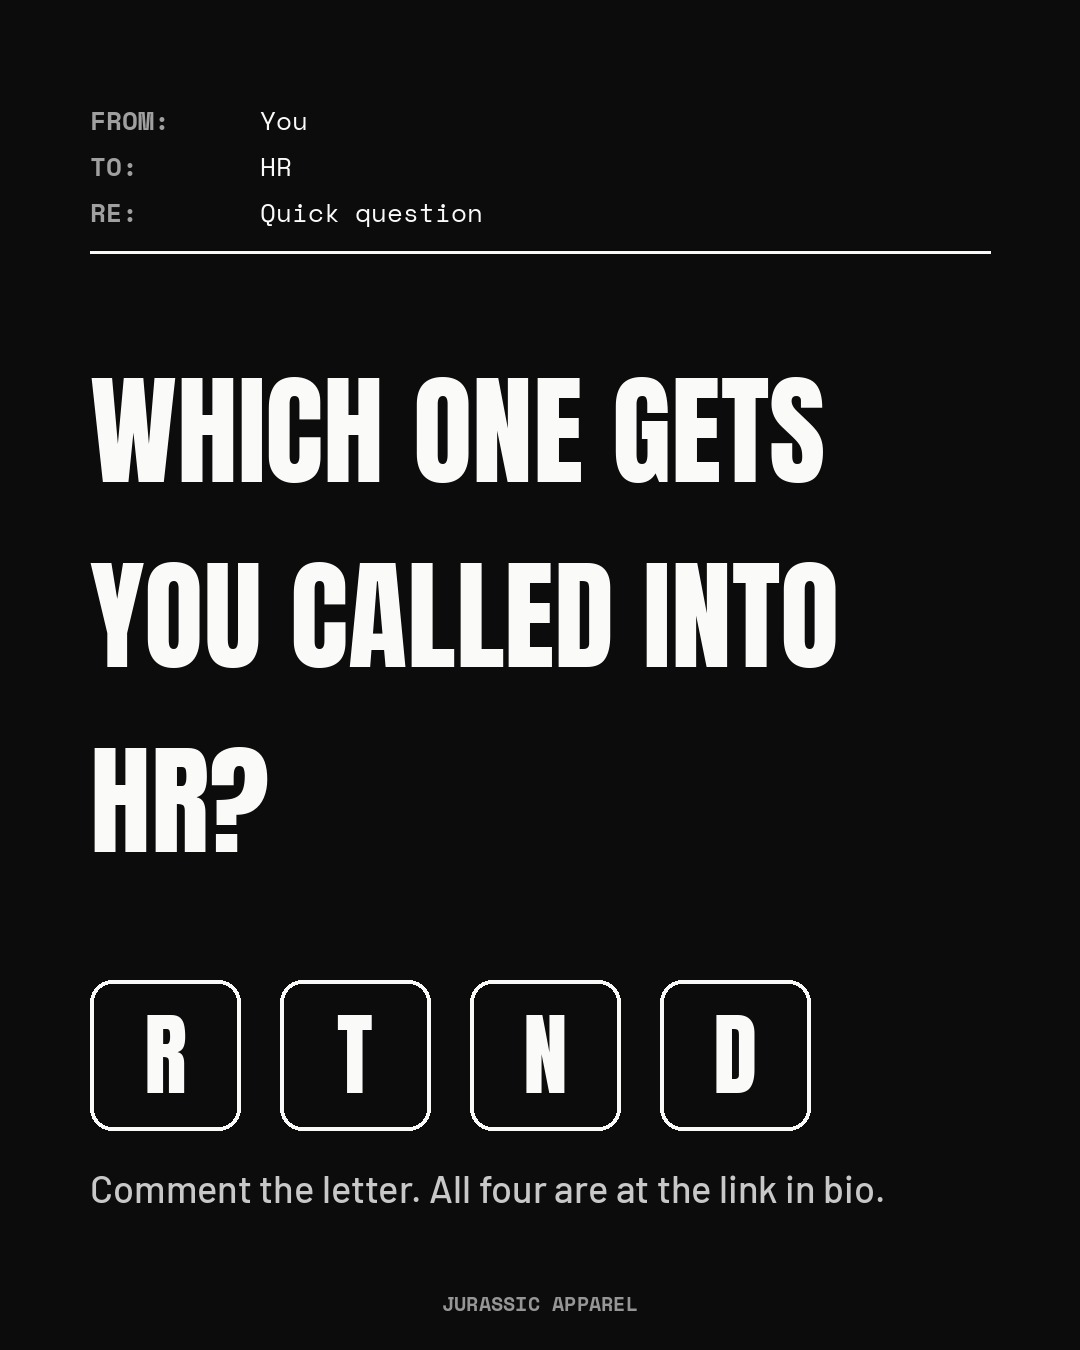 FROM: You
TO: HR
RE: Quick question
WHICH ONE GETS
YOU CALLED INTO
HR?
R T N D
Comment the letter. All four are at the link in bio.
JURASSIC APPAREL